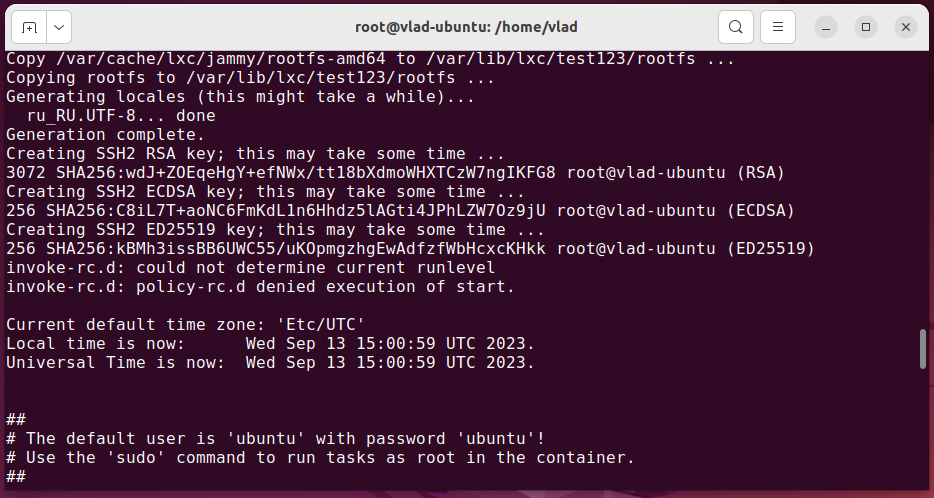 root@vlad-ubuntu: /home/vlad
Copy /var/cache/lxc/jammy/rootfs-amd64 to /var/lib/lxc/test123/rootfs ...
Copying rootfs to /var/lib/lxc/test123/rootfs ...
Generating locales (this might take a while)...
  ru_RU.UTF-8... done
Generation complete.
Creating SSH2 RSA key; this may take some time ...
3072 SHA256:wdJ+ZOEqeHgY+efNWx/tt18bXdmoWHXTCzW7ngIKFG8 root@vlad-ubuntu (RSA)
Creating SSH2 ECDSA key; this may take some time ...
256 SHA256:C8iL7T+aoNC6FmKdL1n6Hhdz5lAGti4JPhLZW7Oz9jU root@vlad-ubuntu (ECDSA)
Creating SSH2 ED25519 key; this may take some time ...
256 SHA256:kBMh3issBB6UWC55/uKOpmgzhgEwAdfzfWbHcxcKHkk root@vlad-ubuntu (ED25519)
invoke-rc.d: could not determine current runlevel
invoke-rc.d: policy-rc.d denied execution of start.
Current default time zone: 'Etc/UTC'
Local time is now:      Wed Sep 13 15:00:59 UTC 2023.
Universal Time is now:  Wed Sep 13 15:00:59 UTC 2023.
##
# The default user is 'ubuntu' with password 'ubuntu'!
# Use the 'sudo' command to run tasks as root in the container.
##